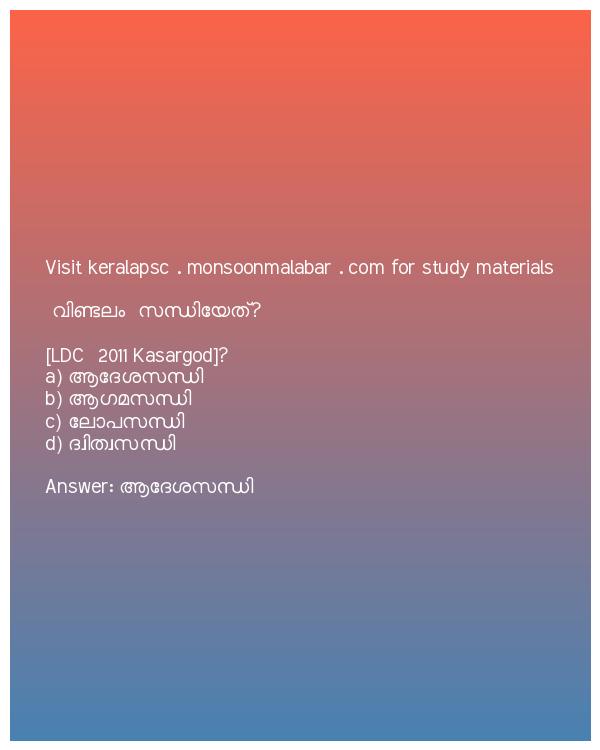 Visit keralapsc . monsoonmalabar . com for study materials
വിണ്ടലം സന്ധിയേത്?
[LDC 2011 Kasargod]?
a) ആദേശസന്ധി
b) ആഗമസന്ധി
c) ലോപസന്ധി
d) ദ്വിത്വസന്ധി
Answer: ആദേശസന്ധി